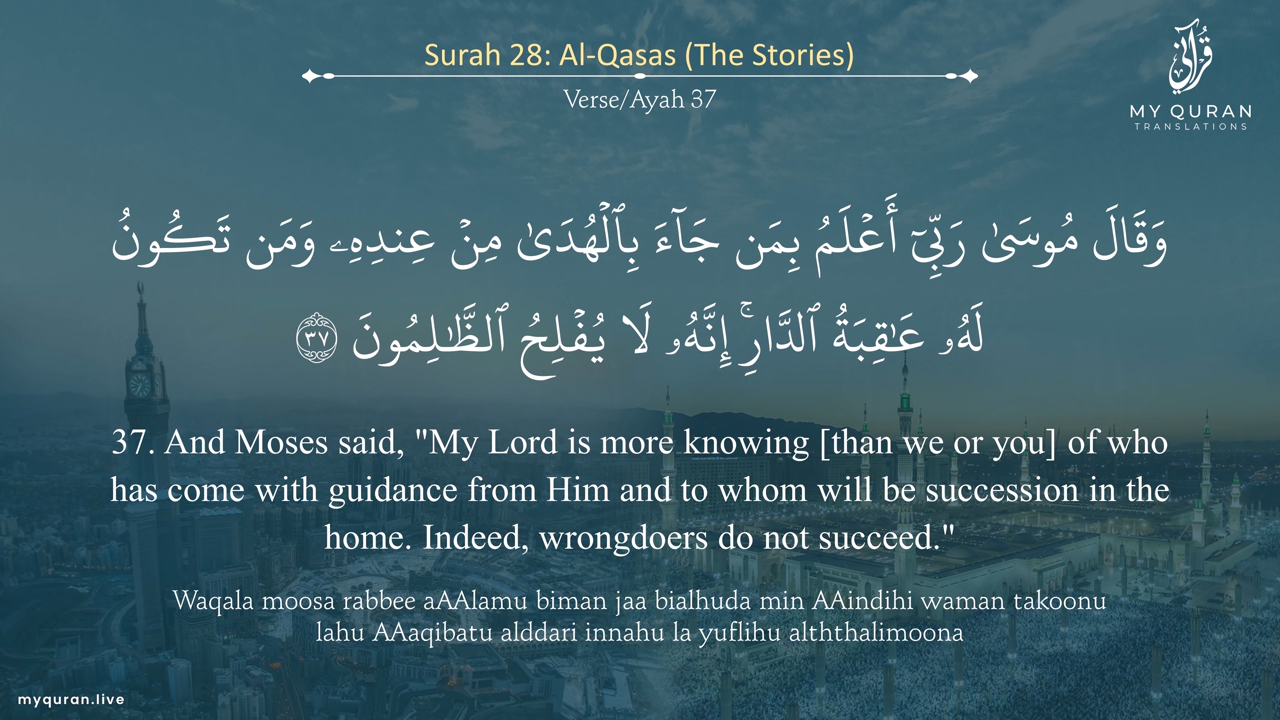 Surah 28: Al-Qasas (The Stories)
Verse/Ayah 37
قرآني
MY QURAN
TRANSLATIONS
وَقَالَ مُوسَىٰ رَبِّىٓ أَعْلَمُ بِمَن جَآءَ بِٱلْهُدَىٰ مِنْ عِندِهِۦ وَمَن تَكُونُ
لَهُۥ عَـٰقِبَةُ ٱلدَّارِ ۚ إِنَّهُۥ لَا يُفْلِحُ ٱلظَّـٰلِمُونَ ٣٧
37. And Moses said, "My Lord is more knowing [than we or you] of who
has come with guidance from Him and to whom will be succession in the
home. Indeed, wrongdoers do not succeed."
Waqala moosa rabbee aAAlamu biman jaa bialhuda min AAindihi waman takoonu
lahu AAaqibatu alddari innahu la yuflihu alththalimoona
myquran.live